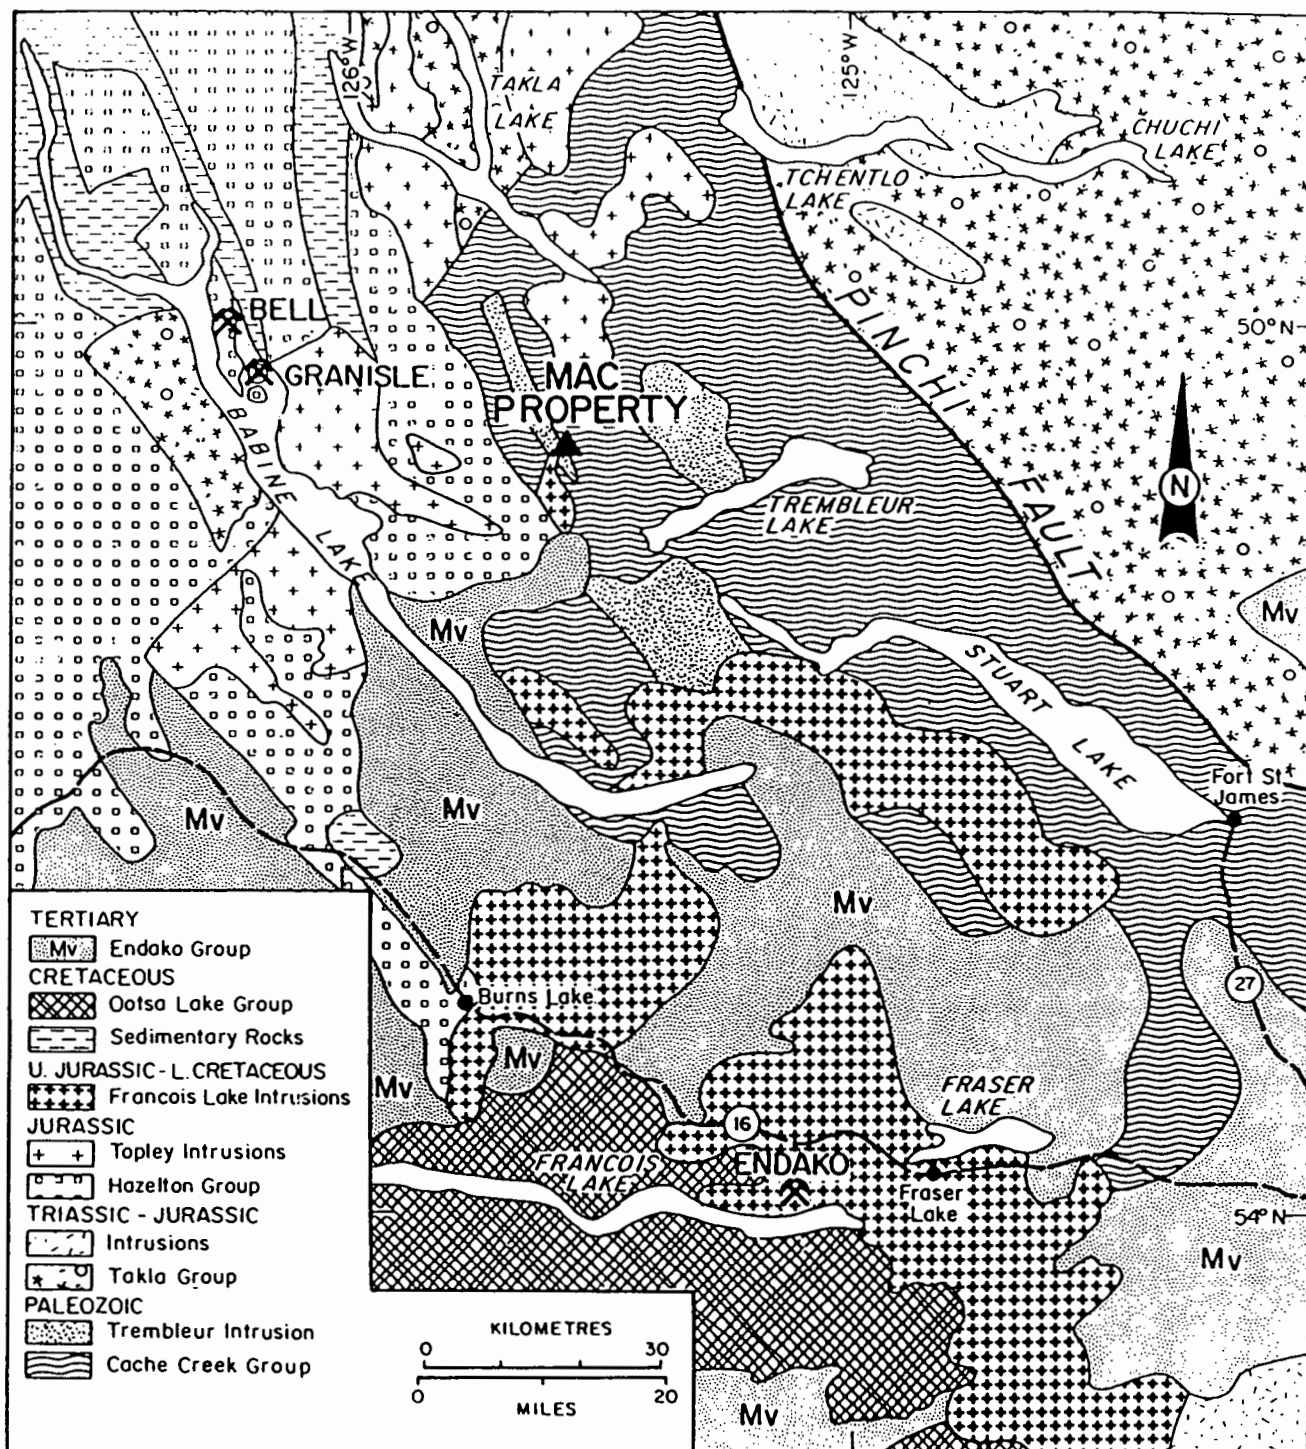 126°W
125°W
TAKLA
LAKE
CHUCHI
LAKE
TCHENTLO
LAKE
BELL
50°N
PINCHI FAULT
GRANISLE
MAC
PROPERTY
BABINE LAKE
N
TREMBLEUR
LAKE
Mv
Mv
STUART LAKE
Fort St.
James
Mv
Mv
Mv
27
Burns Lake
Mv
Mv
FRASER
LAKE
16
FRANCOIS
LAKE
ENDAKO
Fraser
Lake
54°N
Mv
Mv
TERTIARY
Mv Endako Group
CRETACEOUS
Ootsa Lake Group
Sedimentary Rocks
U. JURASSIC-L. CRETACEOUS
Francois Lake Intrusions
JURASSIC
Topley Intrusions
Hazelton Group
TRIASSIC - JURASSIC
Intrusions
Takla Group
PALEOZOIC
Trembleur Intrusion
Cache Creek Group
KILOMETRES
0 30
0 20
MILES